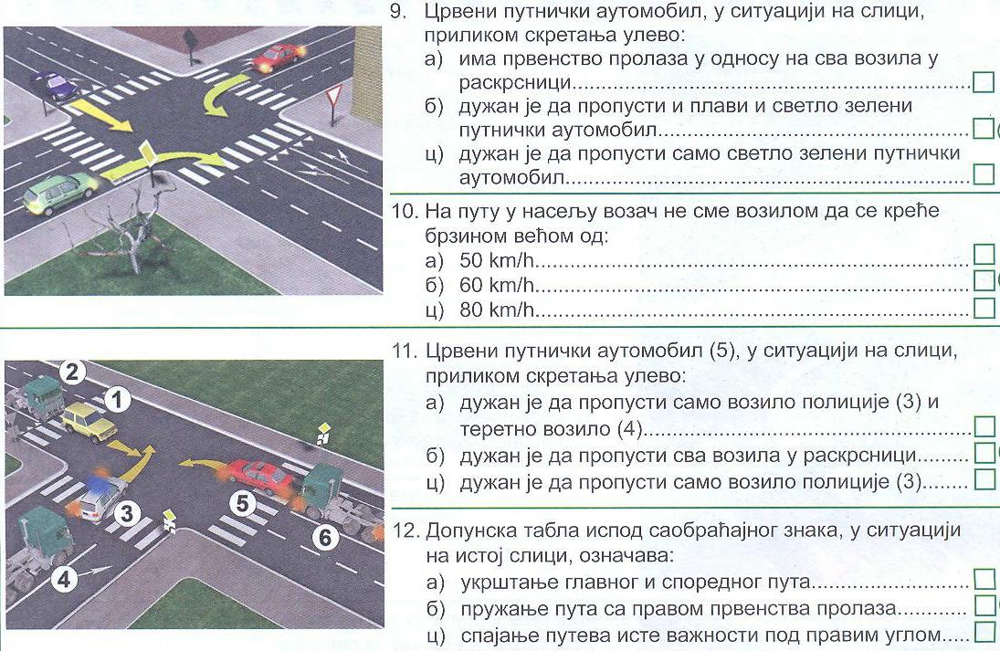 9. Црвени путнички аутомобил, у ситуацији на слици,
приликом скретања улево:
а) има првенство пролаза у односу на сва возила у
раскрсници
б) дужан је да пропусти и плави и светло зелени
путнички аутомобил
ц) дужан је да пропусти само светло зелени путнички
аутомобил
10. На путу у насељу возач не сме возилом да се креће
брзином већом од:
а) 50 km/h
б) 60 km/h
ц) 80 km/h
2
1
3
4
5
6
11. Црвени путнички аутомобил (5), у ситуацији на слици,
приликом скретања улево:
а) дужан је да пропусти само возило полиције (3) и
теретно возило (4)
б) дужан је да пропусти сва возила у раскрсници
ц) дужан је да пропусти само возило полиције (3)
12. Допунска табла испод саобраћајног знака, у ситуацији
на истој слици, означава:
а) укрштање главног и споредног пута
б) пружање пута са правом првенства пролаза
ц) спајање путева исте важности под правим углом